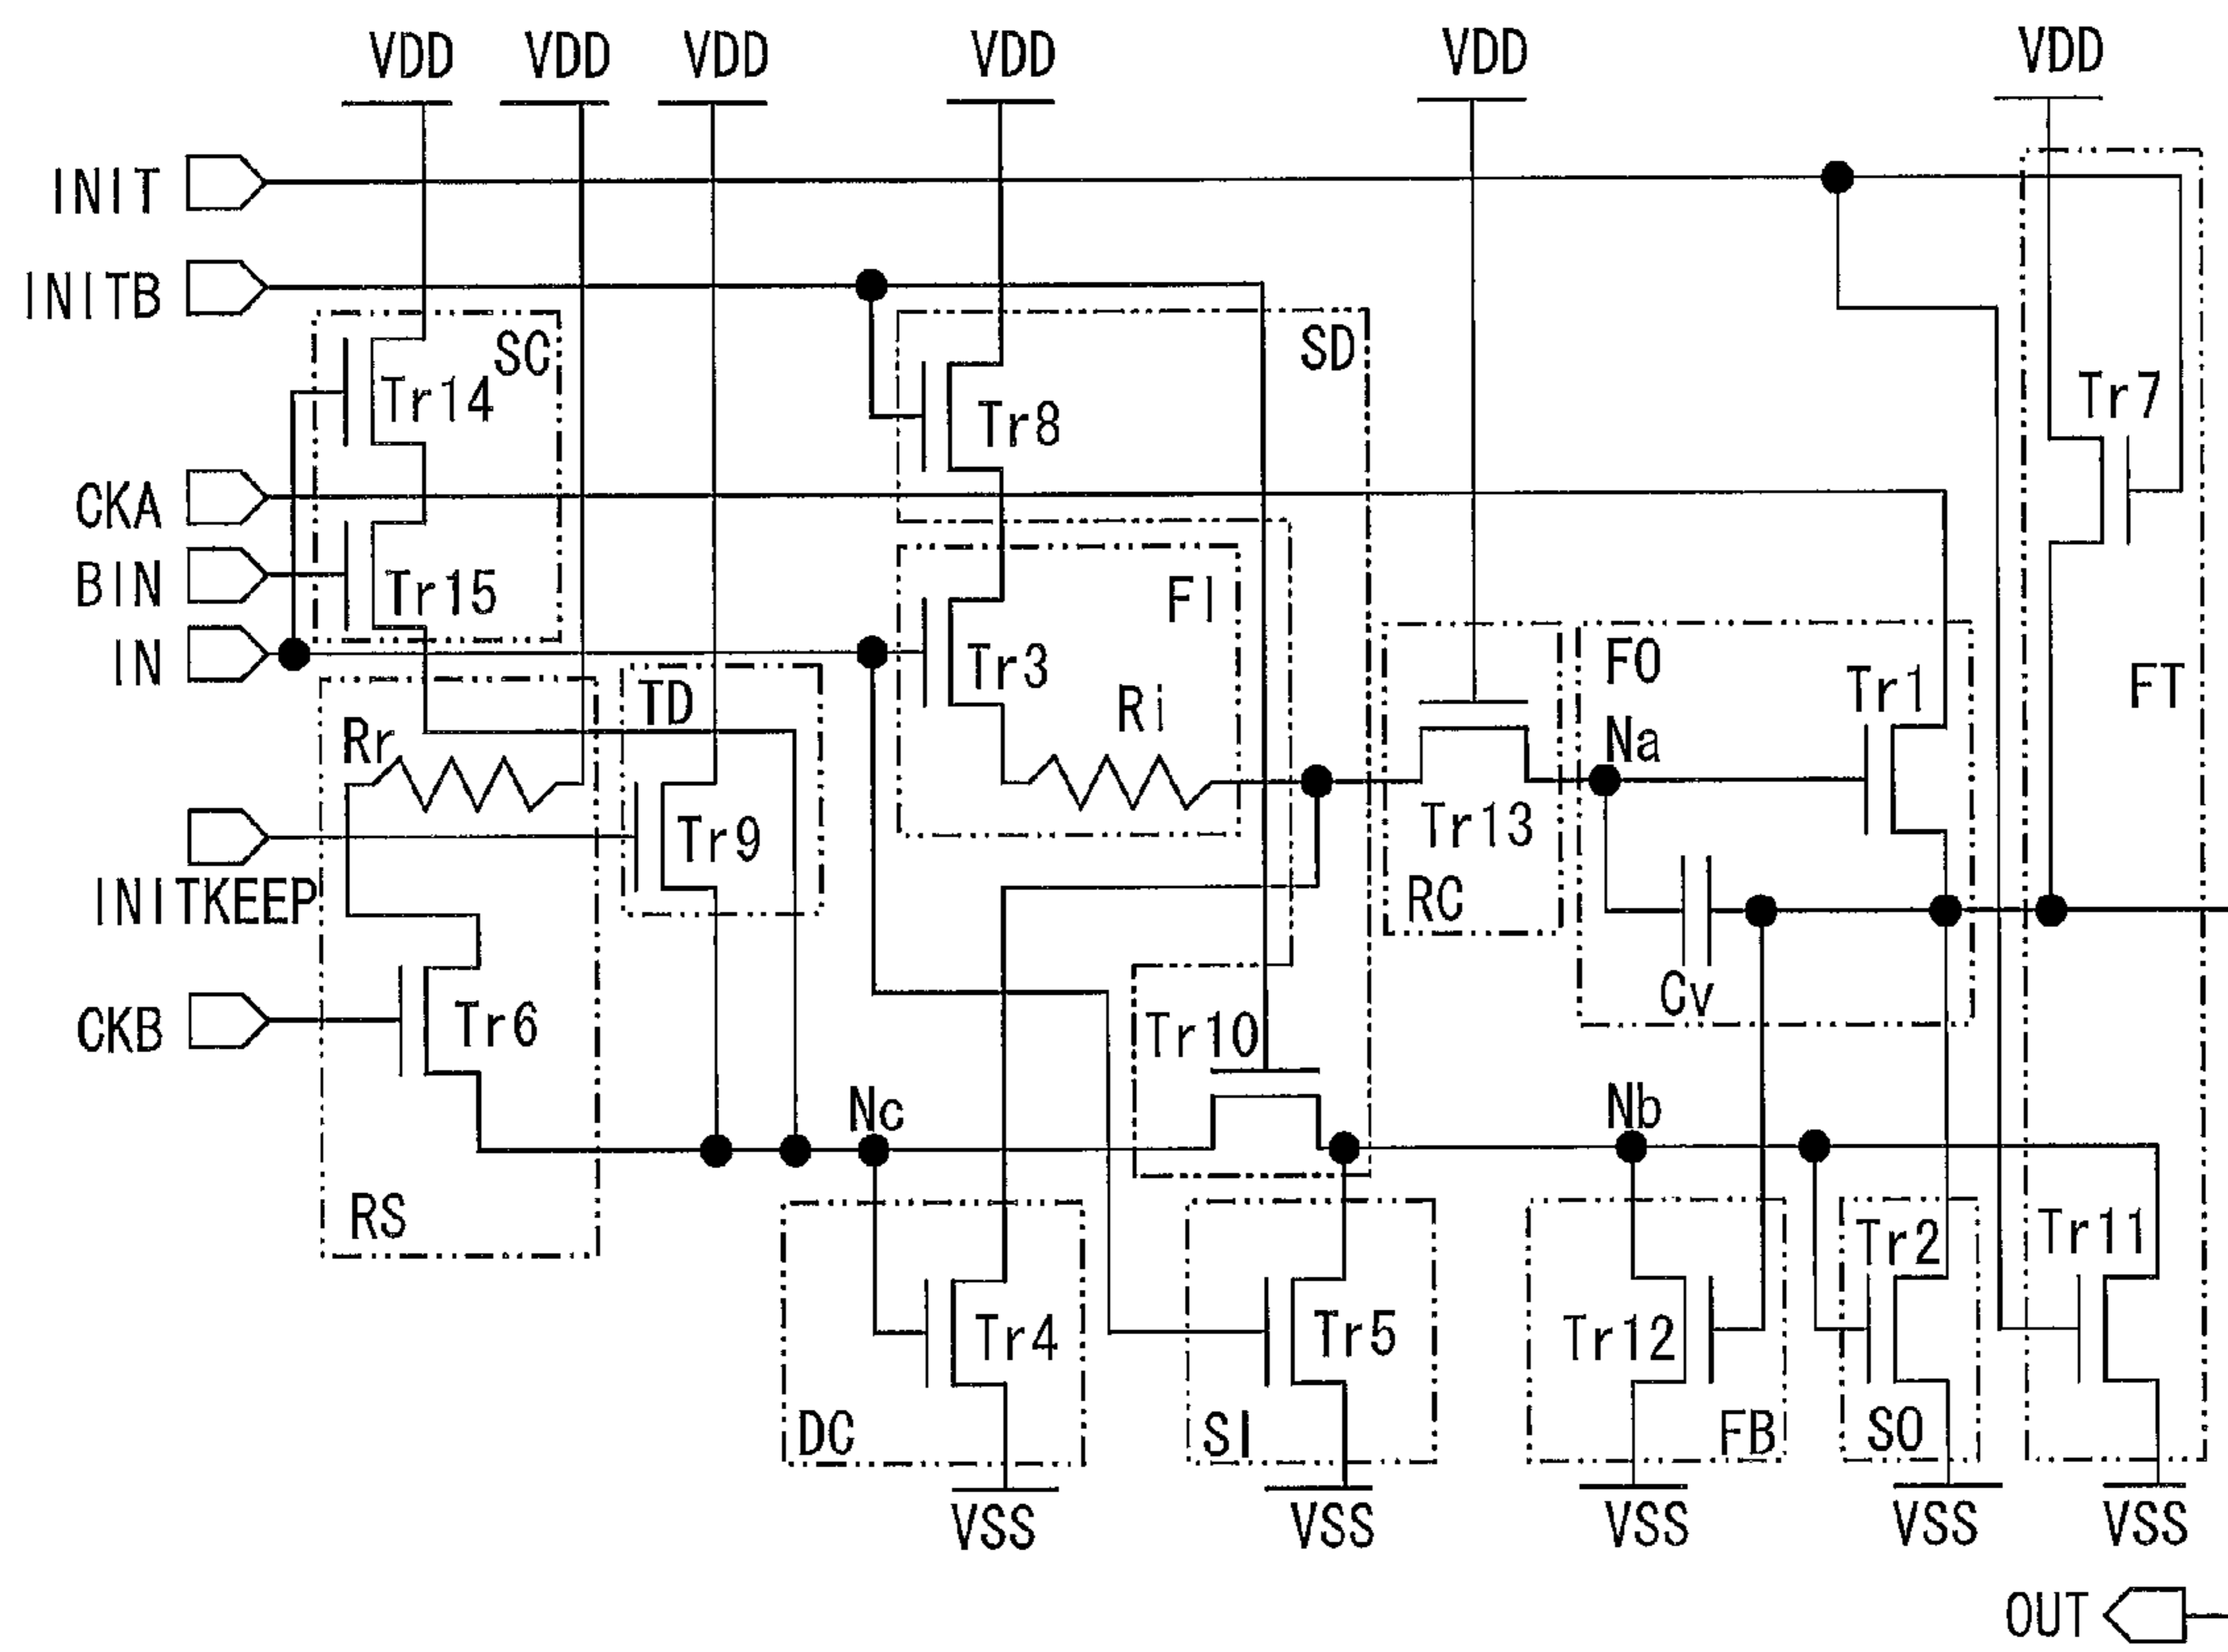 VDD VDD VDD VDD VDD VDD
INIT
INITB
SC
SD
Tr14
Tr8
Tr7
CKA
BIN
Tr15
FI
IN
Tr3
FO
Tr1
TD
FT
Rr
Ri
Na
Tr9
Tr13
INITKEEP
RC
Cv
CKB
Tr6
Tr10
Nc
Nb
RS
Tr2
Tr11
Tr4
Tr5
Tr12
DC
SI
FB
SO
VSS VSS VSS VSS VSS
OUT